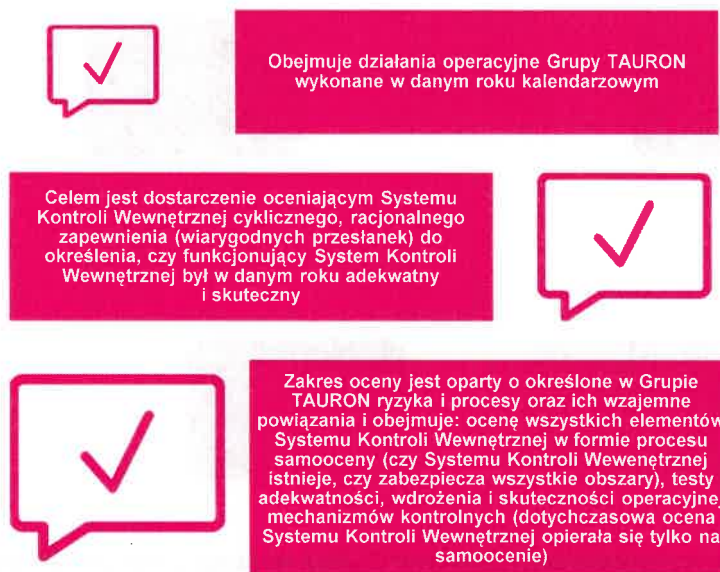 Obejmuje działania operacyjne Grupy TAURON
wykonane w danym roku kalendarzowym
Celem jest dostarczenie oceniającym Systemu
Kontroli Wewnętrznej cyklicznego, racjonalnego
zapewnienia (wiarygodnych przesłanek) do
określenia, czy funkcjonujący System Kontroli
Wewnętrznej był w danym roku adekwatny
i skuteczny
Zakres oceny jest oparty o określone w Grupie
TAURON ryzyka i procesy oraz ich wzajemne
powiązania i obejmuje: ocenę wszystkich elementów
Systemu Kontroli Wewnętrznej w formie procesu
samooceny (czy Systemu Kontroli Wewenętrznej
istnieje, czy zabezpiecza wszystkie obszary), testy
adekwatności, wdrożenia i skuteczności operacyjnej
mechanizmów kontrolnych (dotychczasowa ocena
Systemu Kontroli Wewnętrznej opierała się tylko na
samoocenie)